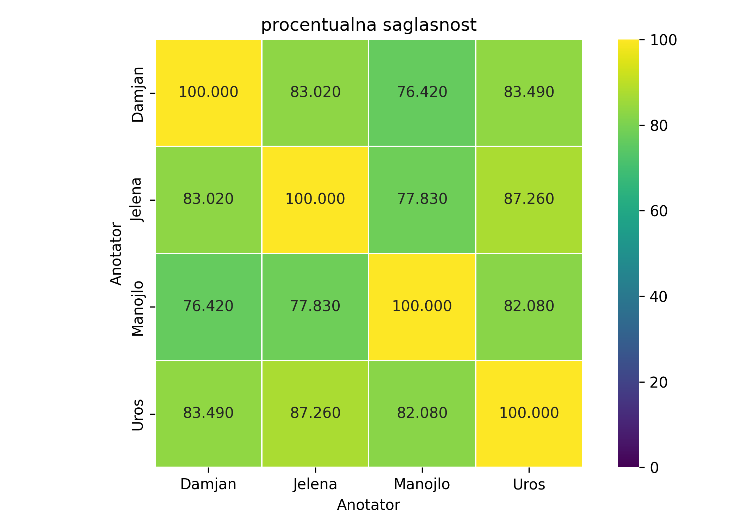 procentualna saglasnost
Anotator
Damjan
100.000 83.020 76.420 83.490
Jelena
83.020 100.000 77.830 87.260
Manojlo
76.420 77.830 100.000 82.080
Uros
83.490 87.260 82.080 100.000
Damjan Jelena Manojlo Uros
Anotator
100
80
60
40
20
0